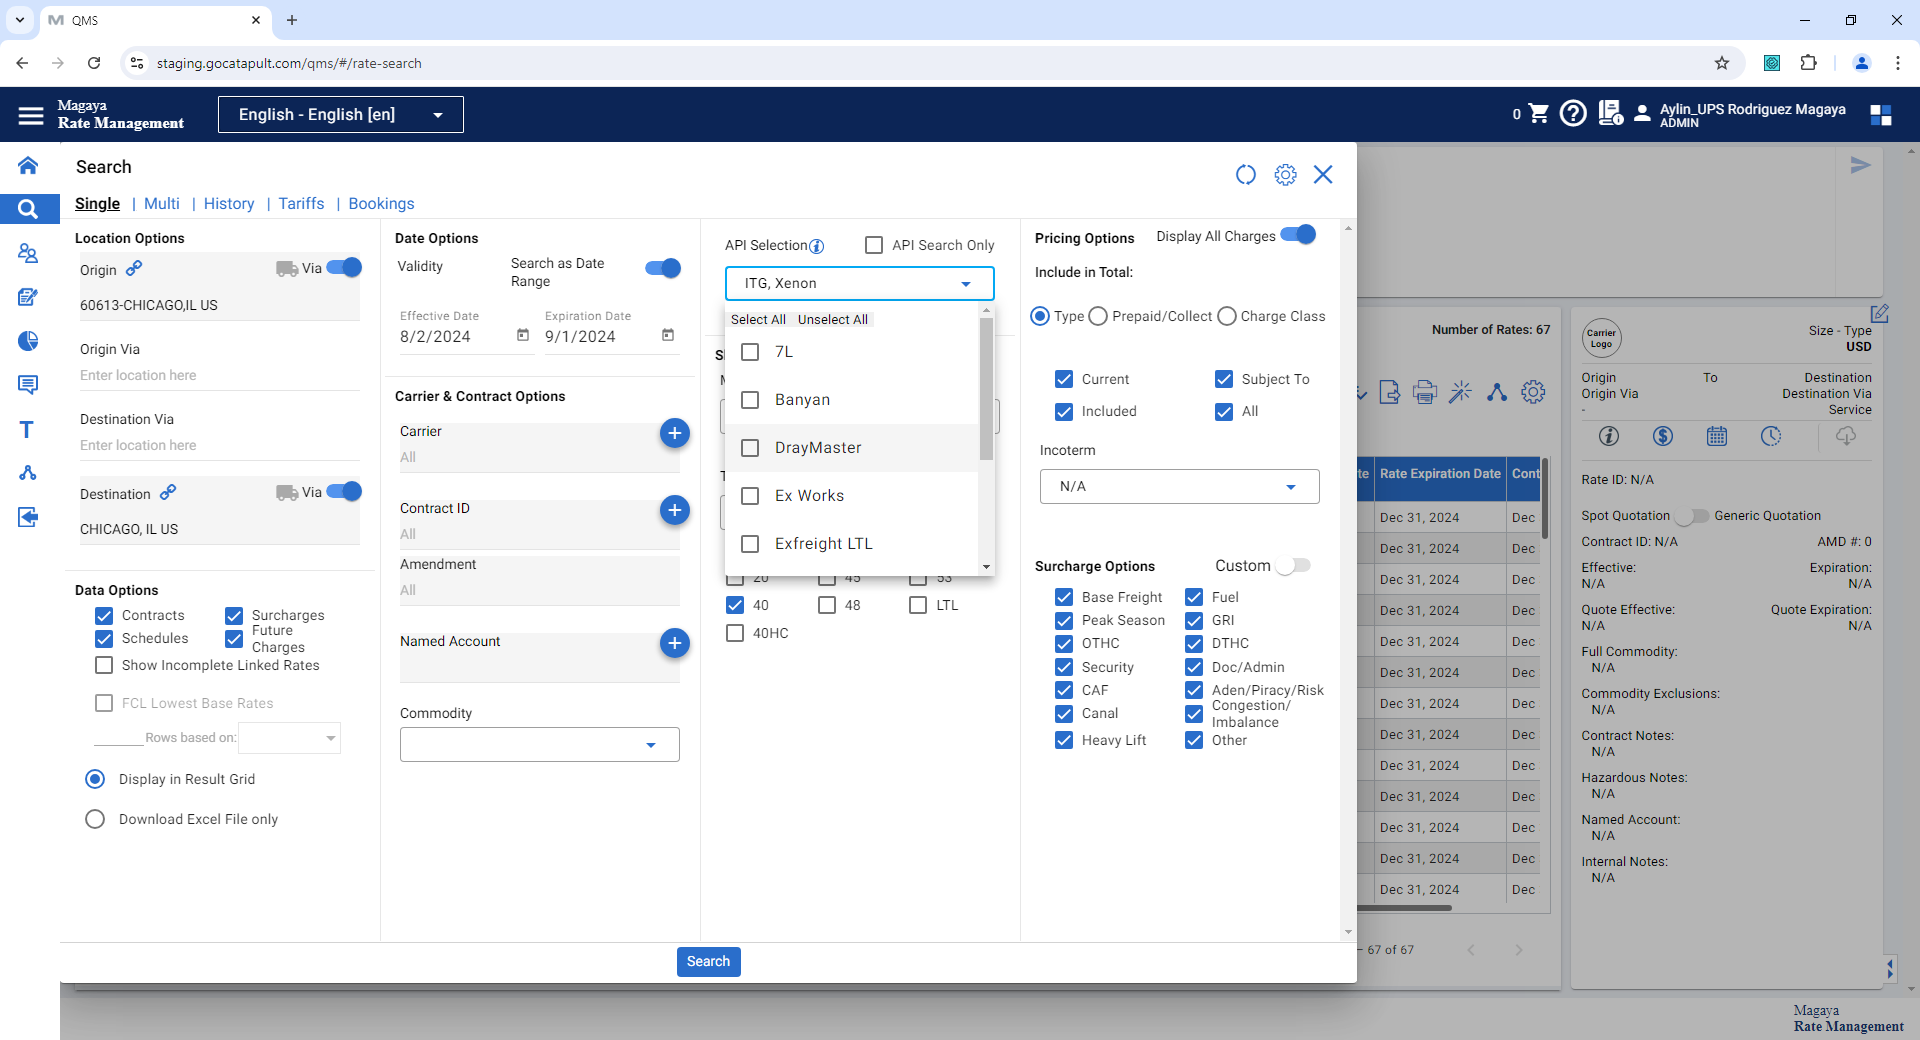 QMS
staging.gocatapult.com/qms/#/rate-search
Magaya
Rate Management
English - English [en]
0
Aylin_UPS Rodriguez Magaya
ADMIN
Search
Single | Multi | History | Tariffs | Bookings
Location Options
Origin
Via
60613-CHICAGO,IL US
Origin Via
Enter location here
Destination Via
Enter location here
Destination
Via
CHICAGO, IL US
Data Options
Contracts
Surcharges
Schedules
Future
Charges
Show Incomplete Linked Rates
FCL Lowest Base Rates
Rows based on:
Display in Result Grid
Download Excel File only
Date Options
Validity
Search as Date
Range
Effective Date
Expiration Date
8/2/2024
9/1/2024
Carrier & Contract Options
Carrier
All
Contract ID
All
Amendment
All
Named Account
Commodity
API Selection
API Search Only
ITG, Xenon
Select All
Unselect All
7L
Banyan
DrayMaster
Ex Works
Exfreight LTL
20
45
53
40
48
LTL
40HC
Pricing Options
Display All Charges
Include in Total:
Type
Prepaid/Collect
Charge Class
Current
Subject To
Included
All
Incoterm
N/A
Surcharge Options
Custom
Base Freight
Fuel
Peak Season
GRI
OTHC
DTHC
Security
Doc/Admin
CAF
Aden/Piracy/Risk
Canal
Congestion/
Imbalance
Heavy Lift
Other
Search
Number of Rates: 67
te
Rate Expiration Date
Cont
Dec 31, 2024
Dec
Dec 31, 2024
Dec
Dec 31, 2024
Dec
Dec 31, 2024
Dec
Dec 31, 2024
Dec
Dec 31, 2024
Dec
Dec 31, 2024
Dec
Dec 31, 2024
Dec
Dec 31, 2024
Dec
Dec 31, 2024
Dec
Dec 31, 2024
Dec
Dec 31, 2024
Dec
Dec 31, 2024
Dec
– 67 of 67
Carrier
Logo
Size - Type
USD
Origin
To
Destination
Origin Via
Destination Via
-
Service
Rate ID: N/A
Spot Quotation
Generic Quotation
Contract ID: N/A
AMD #: 0
Effective:
Expiration:
N/A
N/A
Quote Effective:
Quote Expiration:
N/A
N/A
Full Commodity:
N/A
Commodity Exclusions:
N/A
Contract Notes:
N/A
Hazardous Notes:
N/A
Named Account:
N/A
Internal Notes:
N/A
Magaya
Rate Management